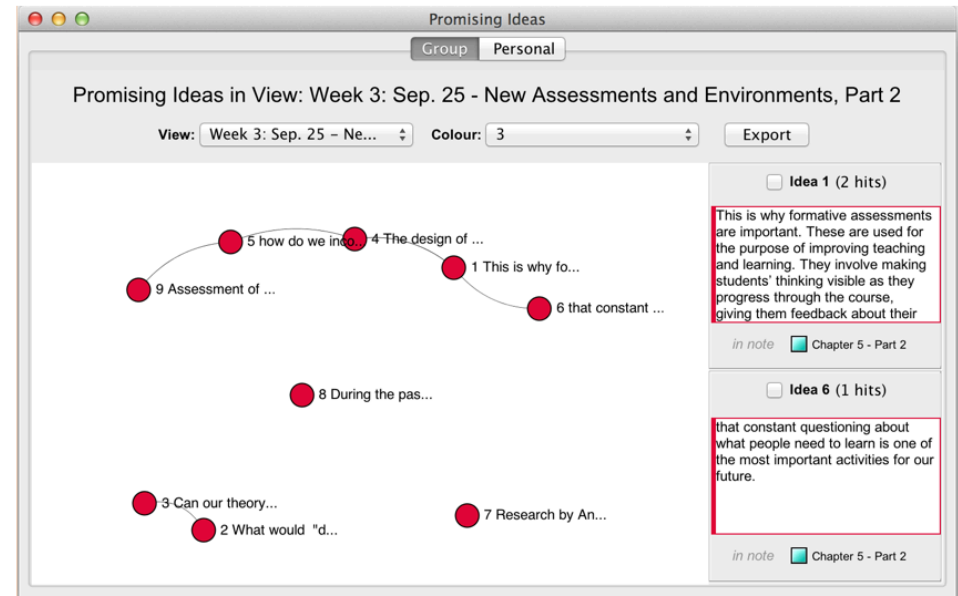 Promising Ideas
Group Personal
Promising Ideas in View: Week 3: Sep. 25 - New Assessments and Environments, Part 2
View: Week 3: Sep. 25 – Ne... Colour: 3 Export
5 how do we inco...
4 The design of ...
1 This is why fo...
9 Assessment of ...
6 that constant ...
8 During the pas...
3 Can our theory...
2 What would "d...
7 Research by An...
Idea 1 (2 hits)
This is why formative assessments
are important. These are used for
the purpose of improving teaching
and learning. They involve making
students' thinking visible as they
progress through the course,
giving them feedback about their
in note Chapter 5 - Part 2
Idea 6 (1 hits)
that constant questioning about
what people need to learn is one of
the most important activities for our
future.
in note Chapter 5 - Part 2